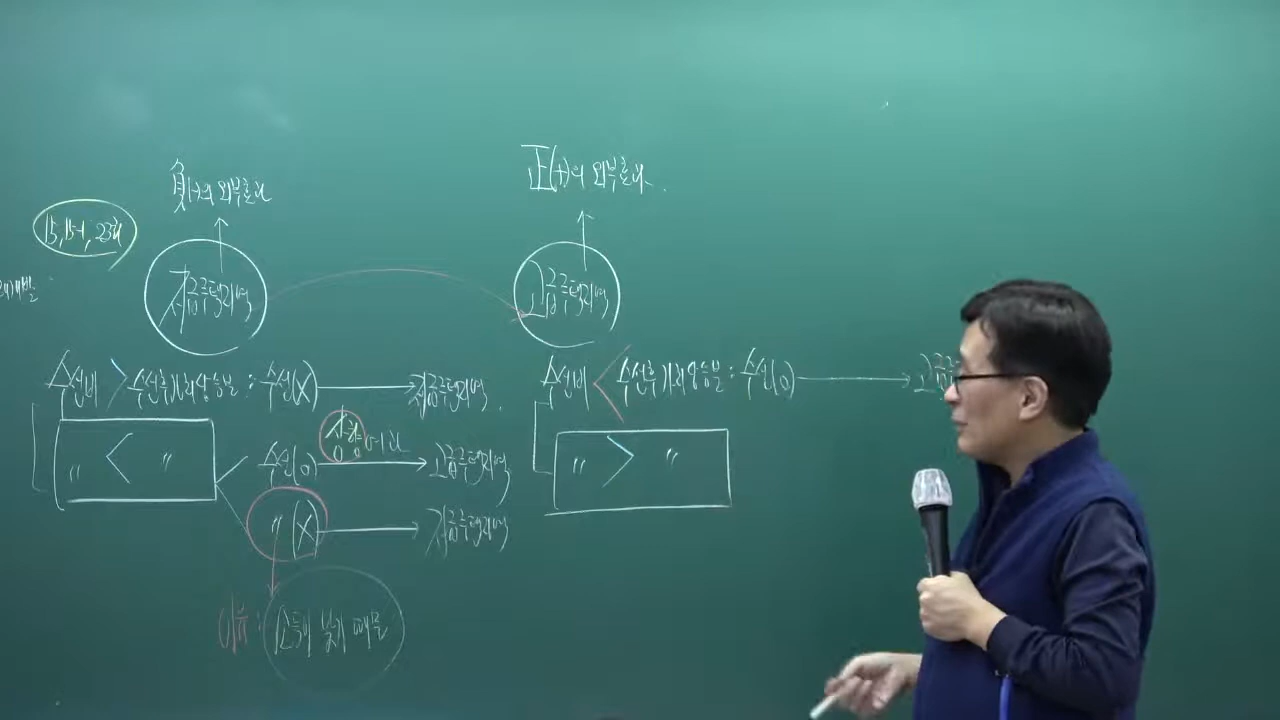 負(-)의 외부효과
正(+)의 외부효과.
15, 15-1, 23회
저급주택지역
고급주택지역
수선비 > 수선후가치상승분 : 수선(X) → 저급주택지역.
〃 < 〃
수선(O) → 고급주택지역
〃 (X) → 저급주택지역
이유 : 소득이 낮기 때문
수선비 < 수선후가치상승분 : 수선(O) → 고급
〃 > 〃